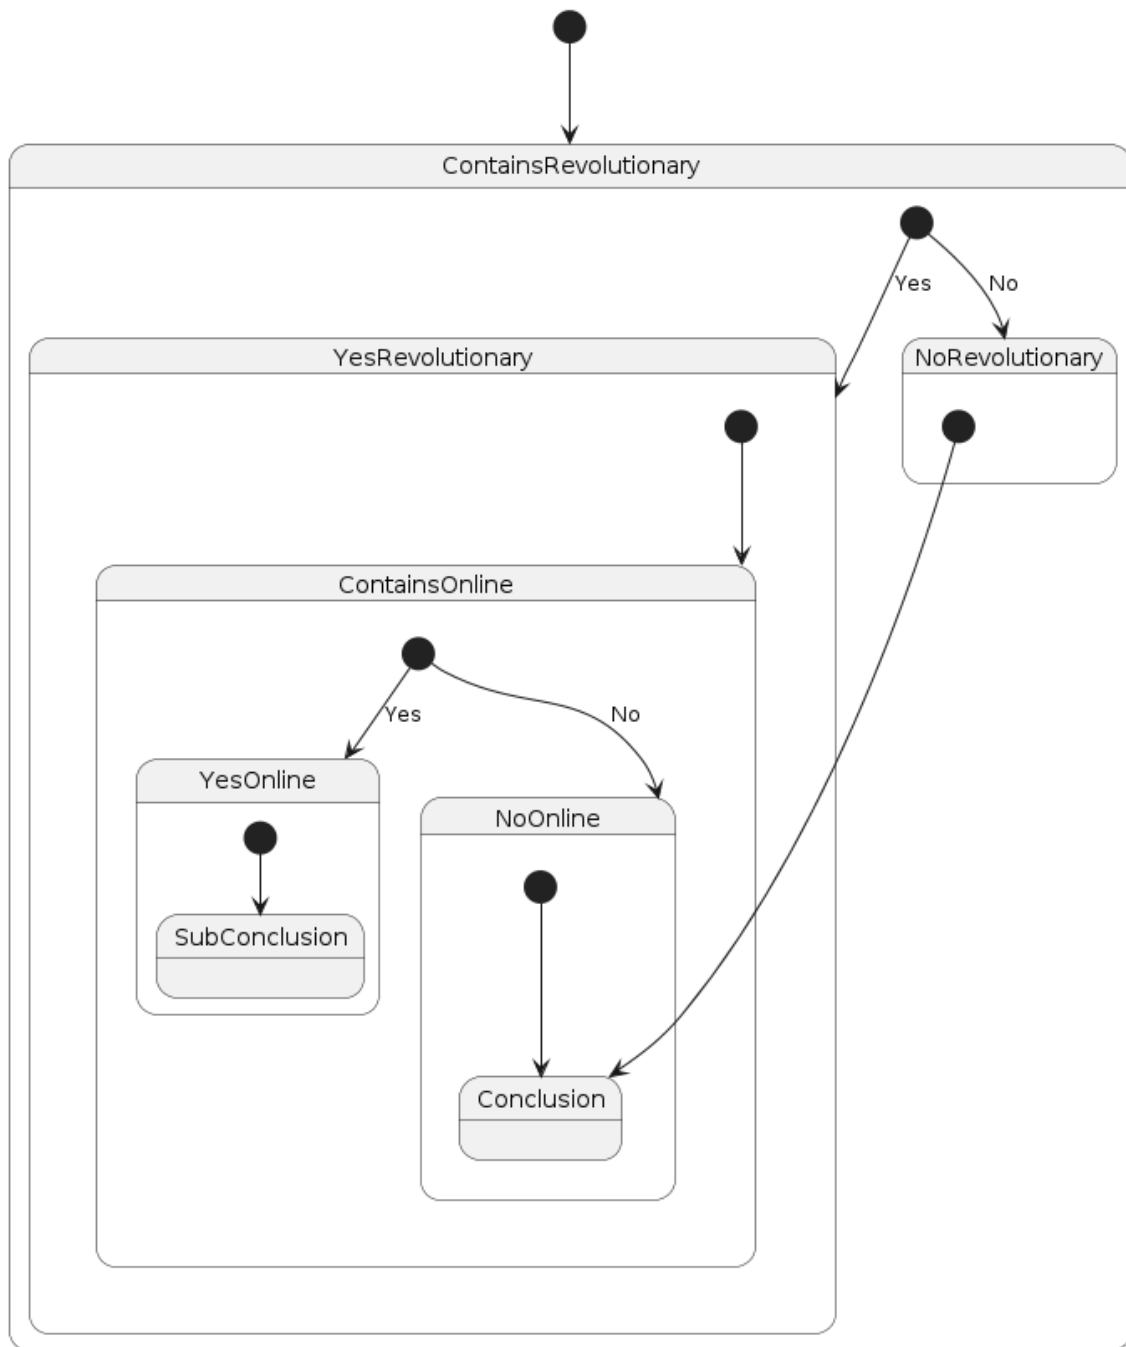 ContainsRevolutionary
Yes
No
YesRevolutionary
NoRevolutionary
ContainsOnline
Yes
No
YesOnline
NoOnline
SubConclusion
Conclusion